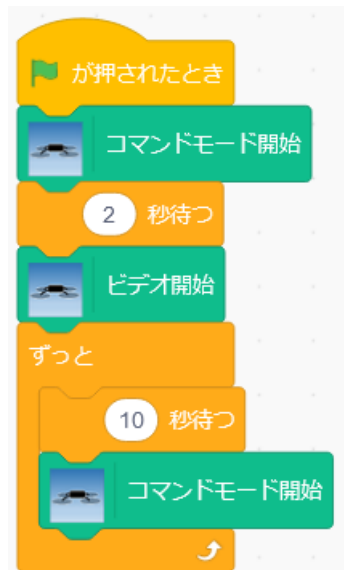 が押されたとき
コマンドモード開始
2 秒待つ
ビデオ開始
ずっと
10 秒待つ
コマンドモード開始